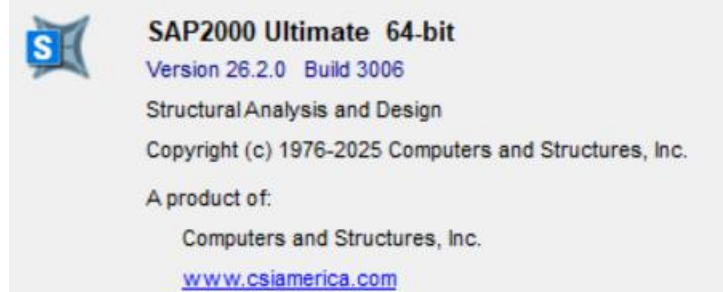 S
SAP2000 Ultimate 64-bit
Version 26.2.0 Build 3006
Structural Analysis and Design
Copyright (c) 1976-2025 Computers and Structures, Inc.
A product of:
Computers and Structures, Inc.
www.csiamerica.com